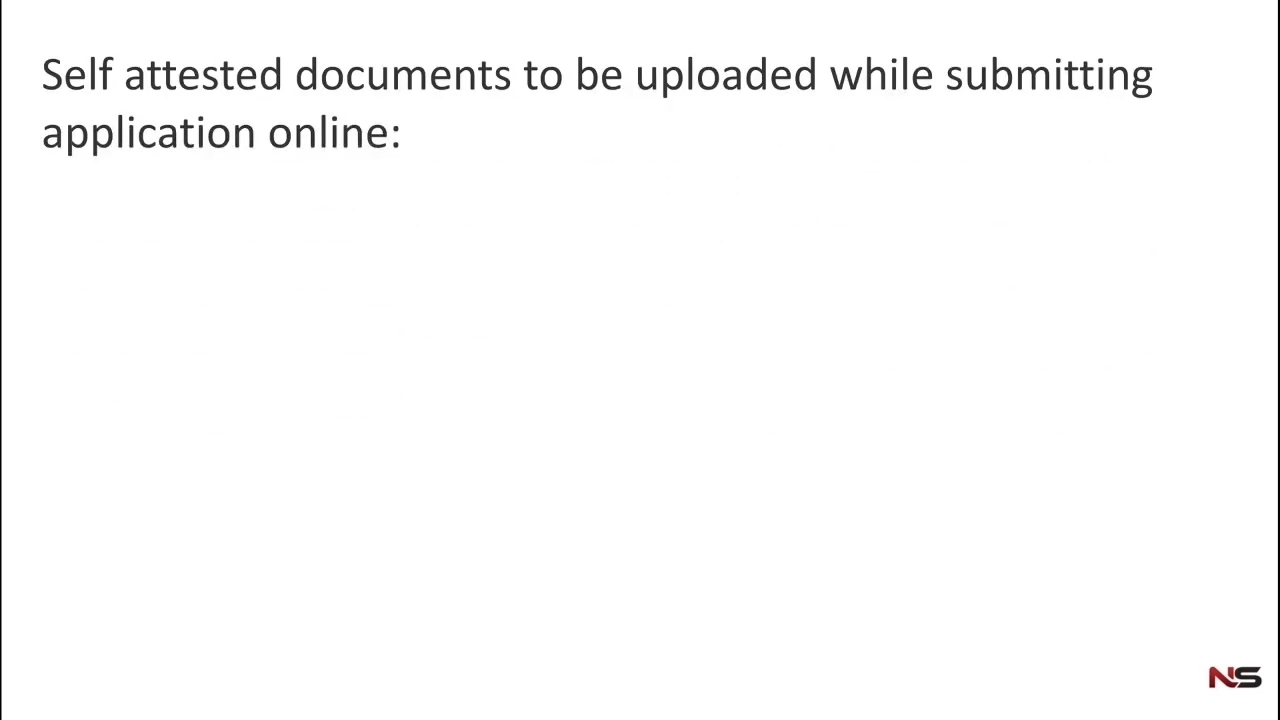 Self attested documents to be uploaded while submitting
application online:
NS